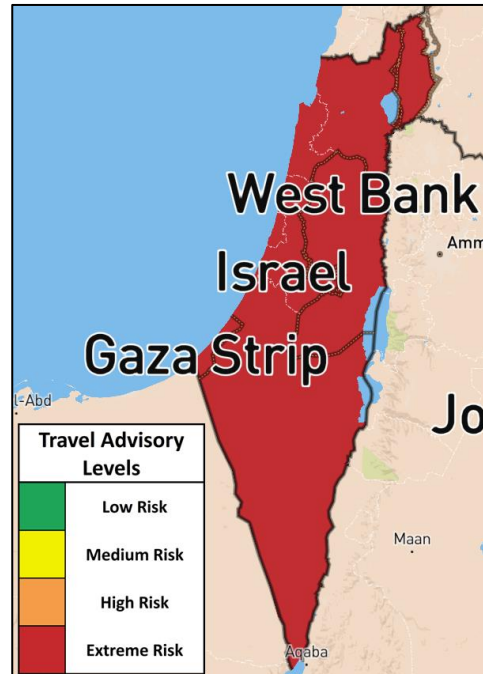 West Bank
Amm
Israel
Gaza Strip
l-Abd
Jo
Travel Advisory
Levels
Low Risk
Medium Risk
High Risk
Extreme Risk
Maan
Aqaba